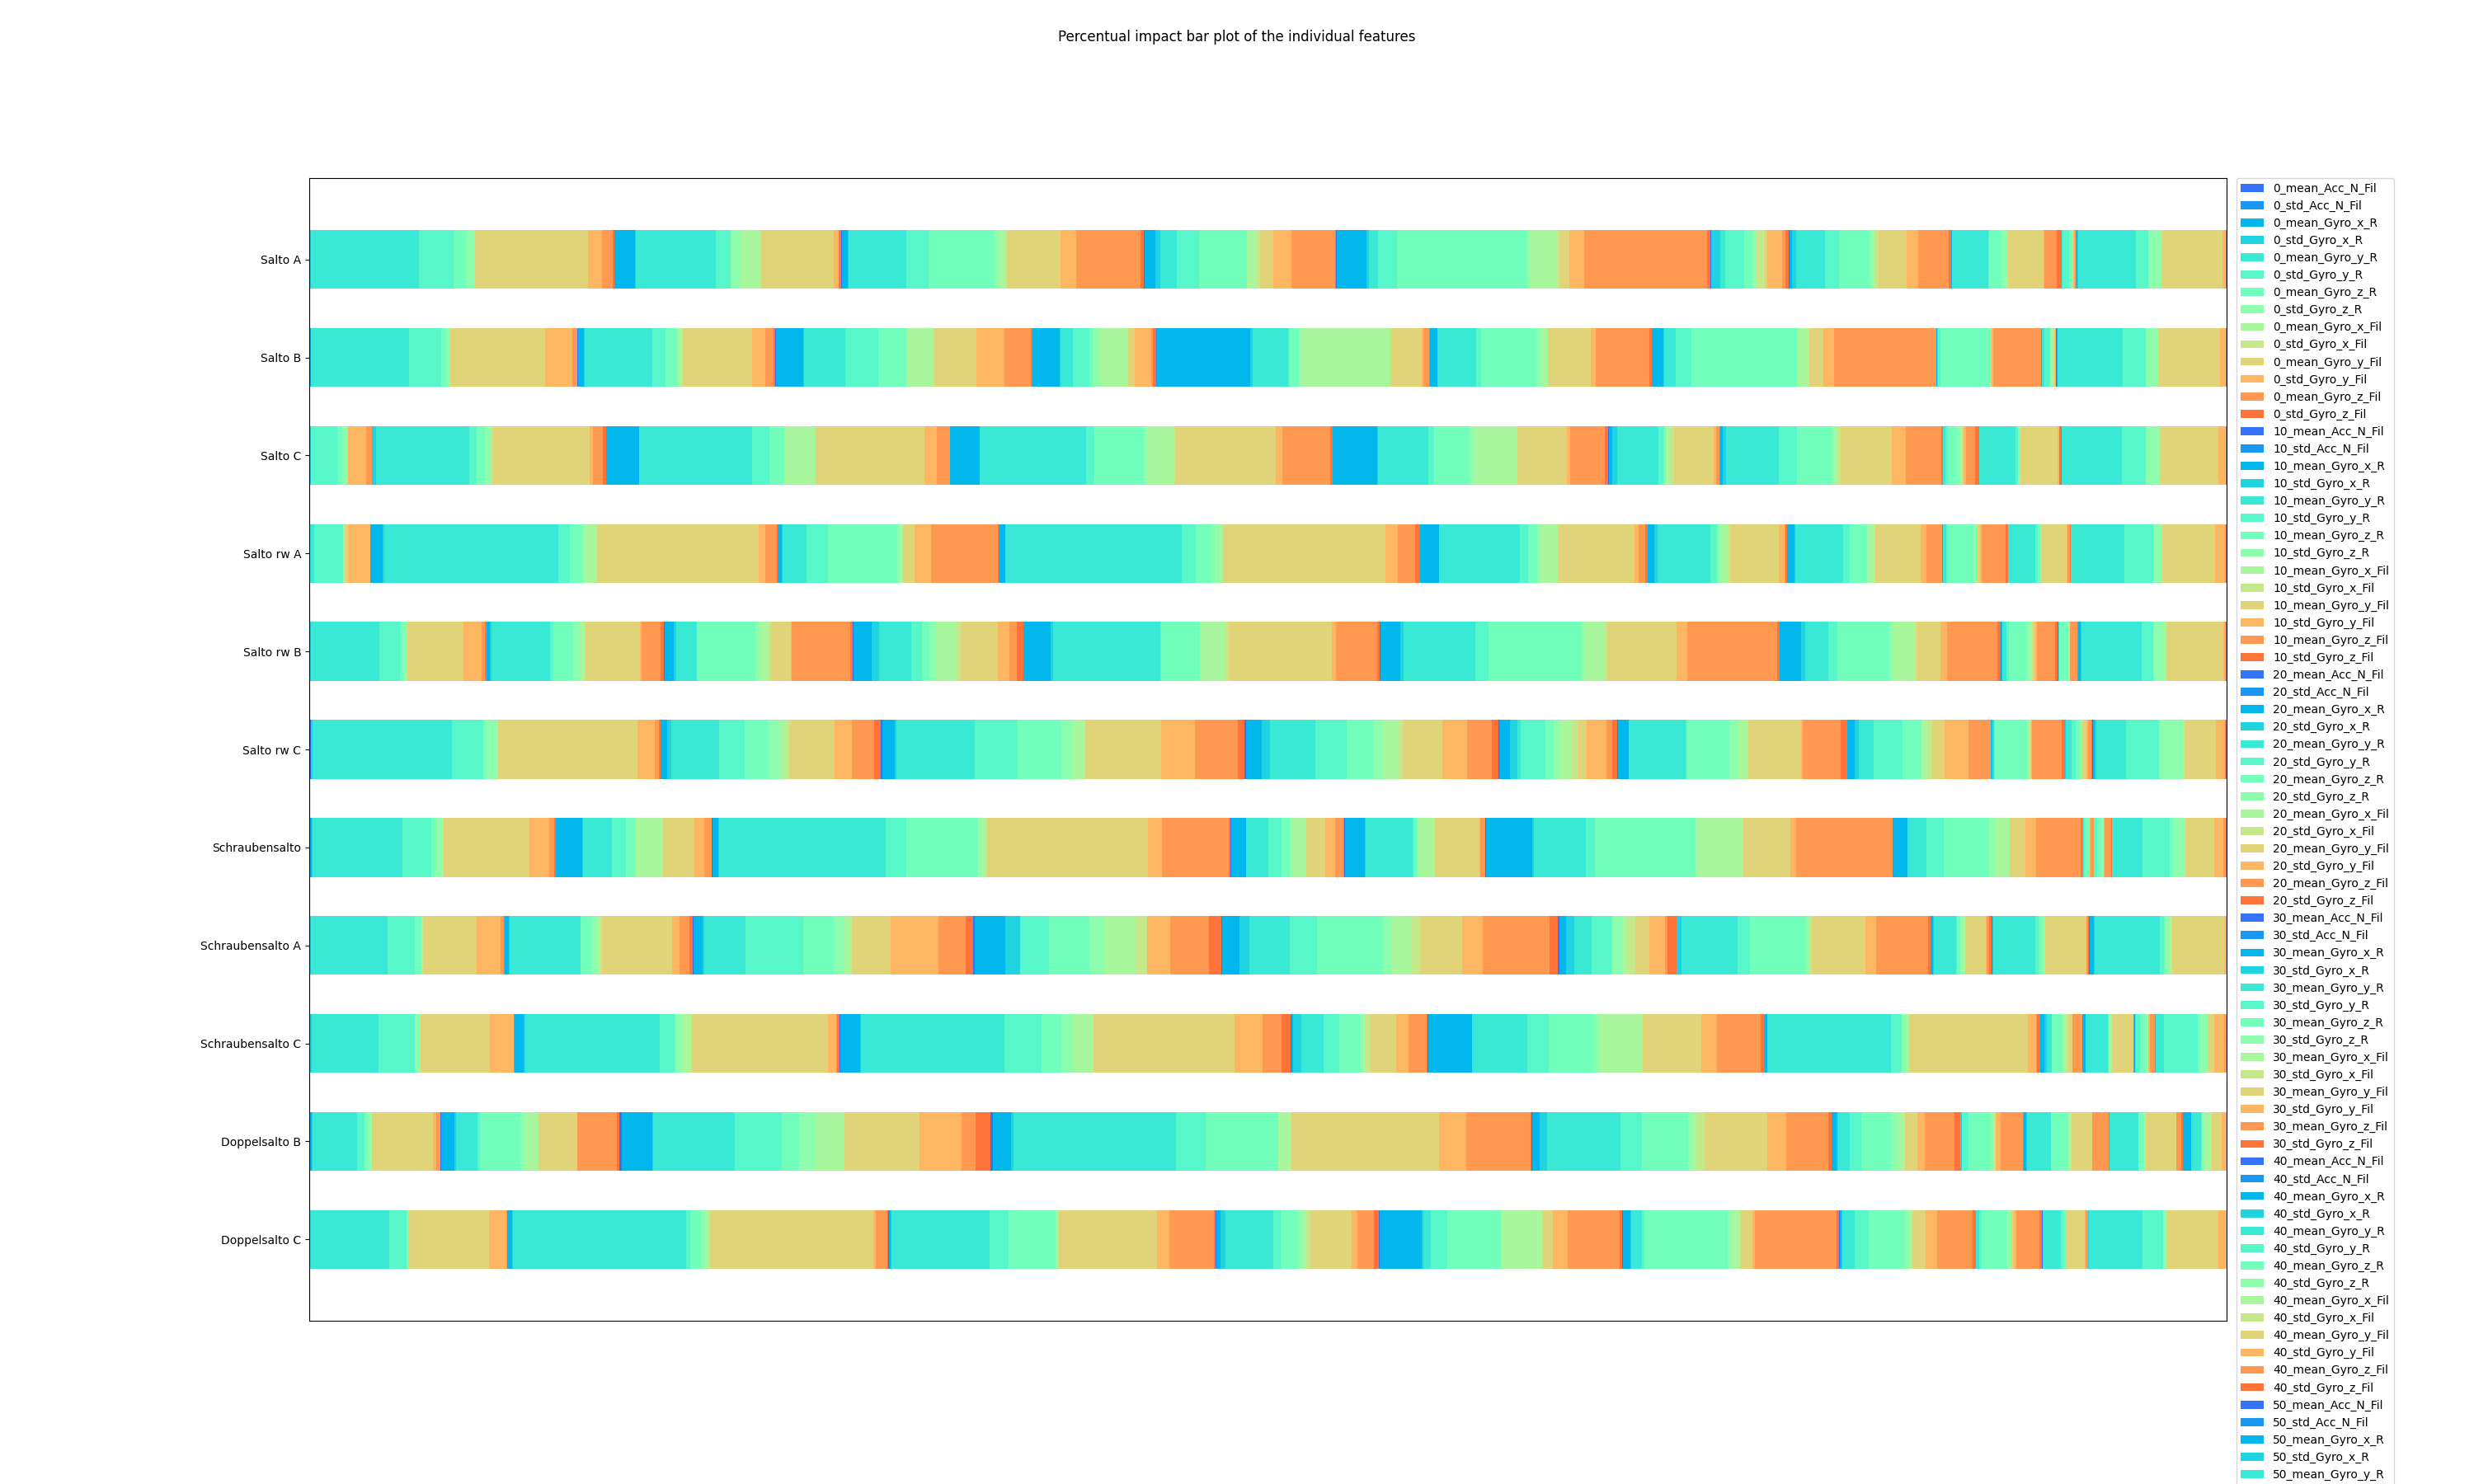 Percentual impact bar plot of the individual features
Salto A
Salto B
Salto C
Salto rw A
Salto rw B
Salto rw C
Schraubensalto
Schraubensalto A
Schraubensalto C
Doppelsalto B
Doppelsalto C
0_mean_Acc_N_Fil
0_std_Acc_N_Fil
0_mean_Gyro_x_R
0_std_Gyro_x_R
0_mean_Gyro_y_R
0_std_Gyro_y_R
0_mean_Gyro_z_R
0_std_Gyro_z_R
0_mean_Gyro_x_Fil
0_std_Gyro_x_Fil
0_mean_Gyro_y_Fil
0_std_Gyro_y_Fil
0_mean_Gyro_z_Fil
0_std_Gyro_z_Fil
10_mean_Acc_N_Fil
10_std_Acc_N_Fil
10_mean_Gyro_x_R
10_std_Gyro_x_R
10_mean_Gyro_y_R
10_std_Gyro_y_R
10_mean_Gyro_z_R
10_std_Gyro_z_R
10_mean_Gyro_x_Fil
10_std_Gyro_x_Fil
10_mean_Gyro_y_Fil
10_std_Gyro_y_Fil
10_mean_Gyro_z_Fil
10_std_Gyro_z_Fil
20_mean_Acc_N_Fil
20_std_Acc_N_Fil
20_mean_Gyro_x_R
20_std_Gyro_x_R
20_mean_Gyro_y_R
20_std_Gyro_y_R
20_mean_Gyro_z_R
20_std_Gyro_z_R
20_mean_Gyro_x_Fil
20_std_Gyro_x_Fil
20_mean_Gyro_y_Fil
20_std_Gyro_y_Fil
20_mean_Gyro_z_Fil
20_std_Gyro_z_Fil
30_mean_Acc_N_Fil
30_std_Acc_N_Fil
30_mean_Gyro_x_R
30_std_Gyro_x_R
30_mean_Gyro_y_R
30_std_Gyro_y_R
30_mean_Gyro_z_R
30_std_Gyro_z_R
30_mean_Gyro_x_Fil
30_std_Gyro_x_Fil
30_mean_Gyro_y_Fil
30_std_Gyro_y_Fil
30_mean_Gyro_z_Fil
30_std_Gyro_z_Fil
40_mean_Acc_N_Fil
40_std_Acc_N_Fil
40_mean_Gyro_x_R
40_std_Gyro_x_R
40_mean_Gyro_y_R
40_std_Gyro_y_R
40_mean_Gyro_z_R
40_std_Gyro_z_R
40_mean_Gyro_x_Fil
40_std_Gyro_x_Fil
40_mean_Gyro_y_Fil
40_std_Gyro_y_Fil
40_mean_Gyro_z_Fil
40_std_Gyro_z_Fil
50_mean_Acc_N_Fil
50_std_Acc_N_Fil
50_mean_Gyro_x_R
50_std_Gyro_x_R
50_mean_Gyro_y_R